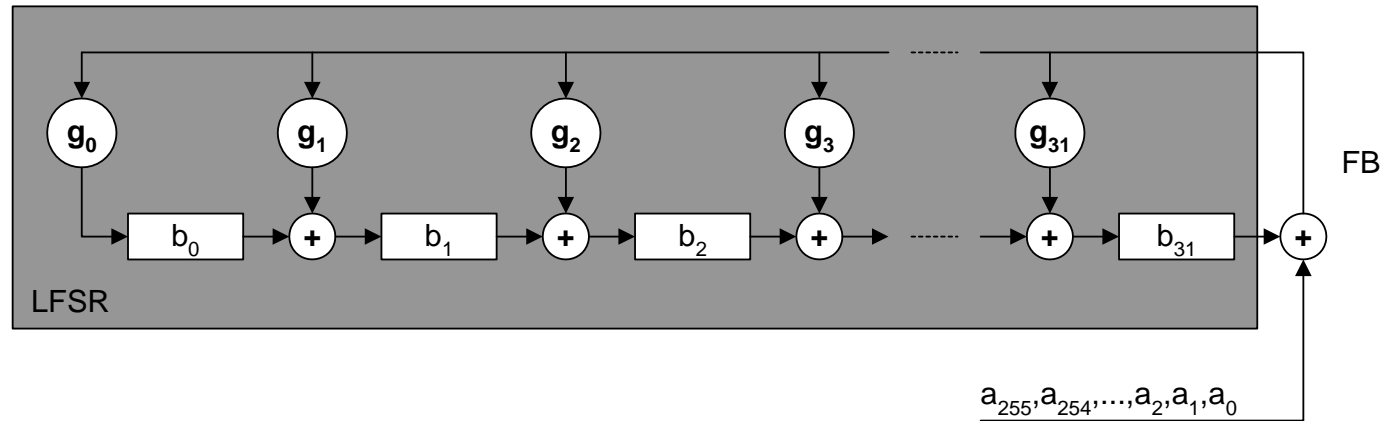 g0 g1 g2 g3 g31
FB
b0 + b1 + b2 + + b31 +
LFSR
a255,a254,...,a2,a1,a0